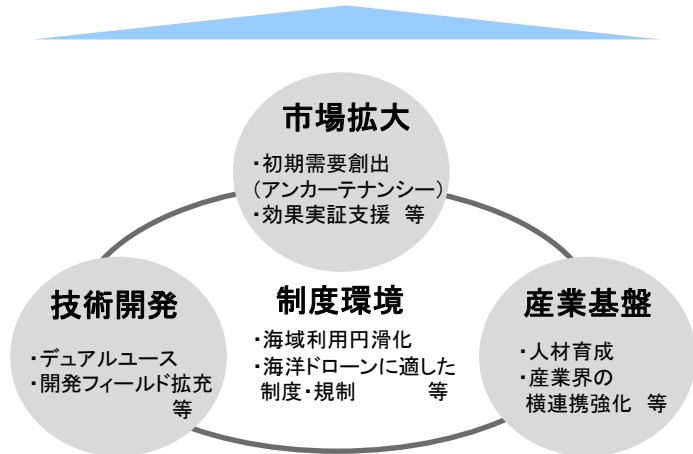 市場拡大
・初期需要創出
(アンカーテナンシー)
・効果実証支援 等
技術開発
・デュアルユース
・開発フィールド拡充
等
制度環境
・海域利用円滑化
・海洋ドローンに適した
制度・規制 等
産業基盤
・人材育成
・産業界の
横連携強化 等